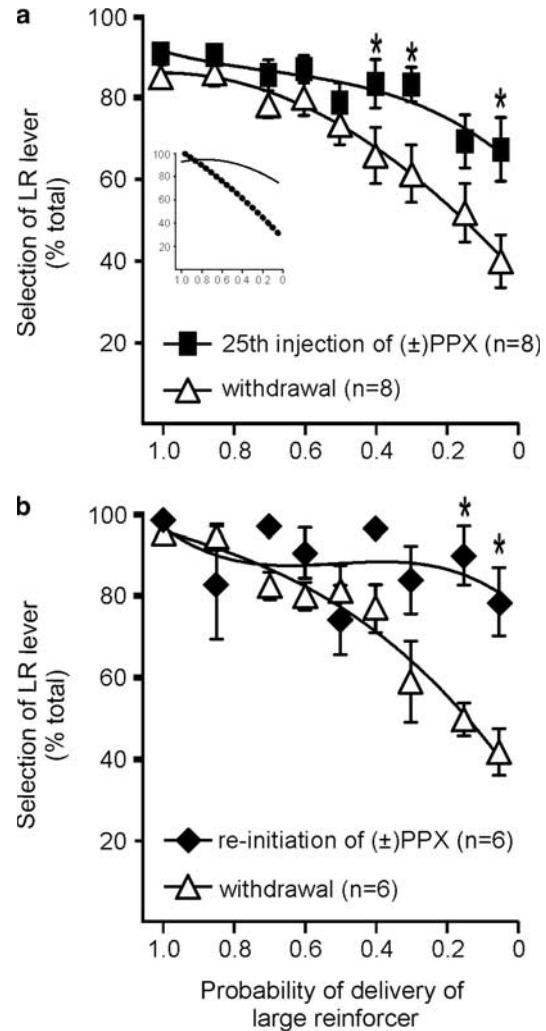 a
100
80
60
40
20
Selection of LR lever
(% total)
* * *
100
80
60
40
20
1.0 0.8 0.6 0.4 0.2 0
25th injection of (±)PPX (n=8)
withdrawal (n=8)
1.0 0.8 0.6 0.4 0.2 0
b
100
80
60
40
20
Selection of LR lever
(% total)
* *
re-initiation of (±)PPX (n=6)
withdrawal (n=6)
1.0 0.8 0.6 0.4 0.2 0
Probability of delivery of
large reinforcer